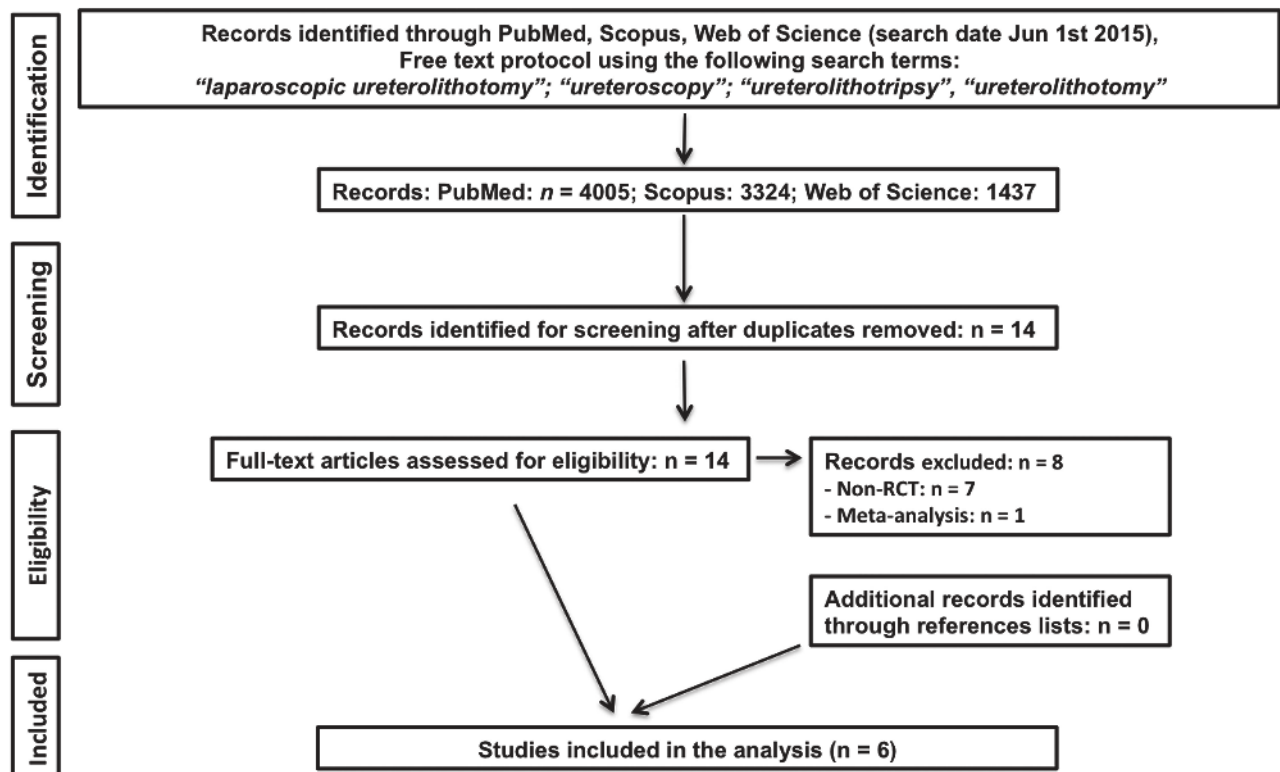 Identification
Records identified through PubMed, Scopus, Web of Science (search date Jun 1st 2015),
Free text protocol using the following search terms:
“laparoscopic ureterolithotomy”; “ureteroscopy”; “ureterolithotripsy”, “ureterolithotomy”
Records: PubMed: n = 4005; Scopus: 3324; Web of Science: 1437
Screening
Records identified for screening after duplicates removed: n = 14
Eligibility
Full-text articles assessed for eligibility: n = 14
Records excluded: n = 8
- Non-RCT: n = 7
- Meta-analysis: n = 1
Additional records identified
through references lists: n = 0
Included
Studies included in the analysis (n = 6)